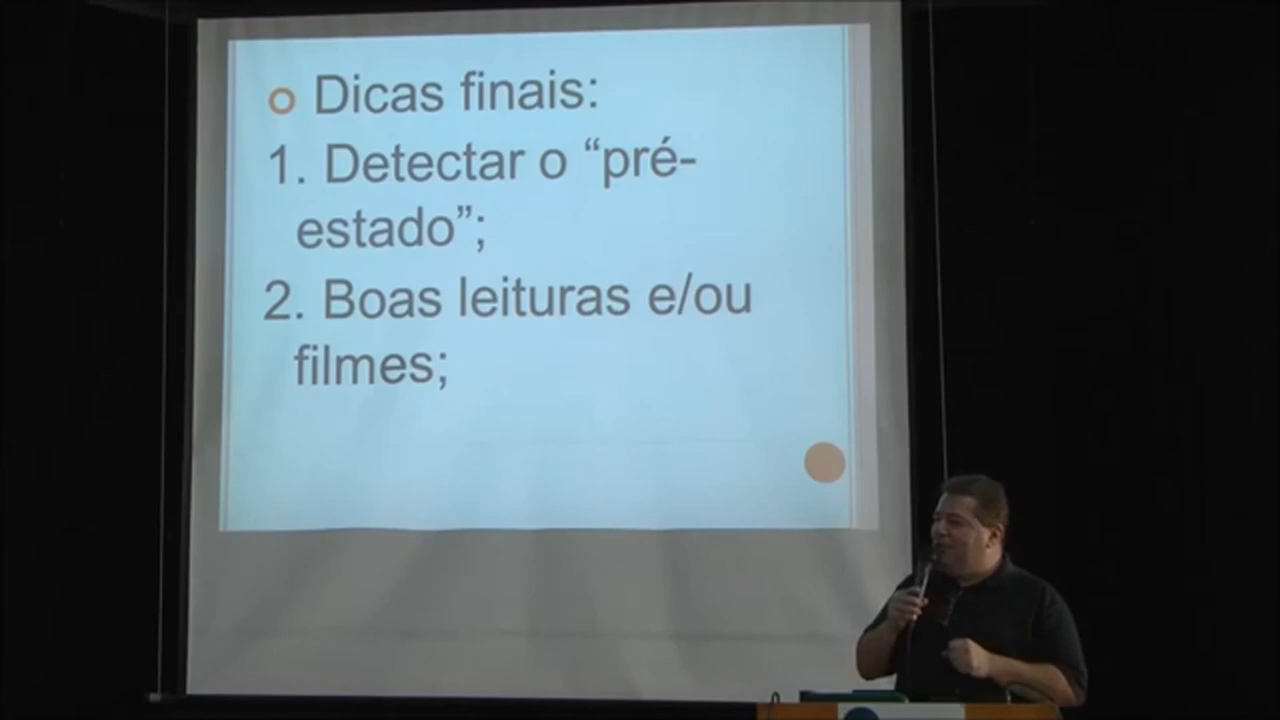 Dicas finais:
1. Detectar o “pré-
estado”;
2. Boas leituras e/ou
filmes;